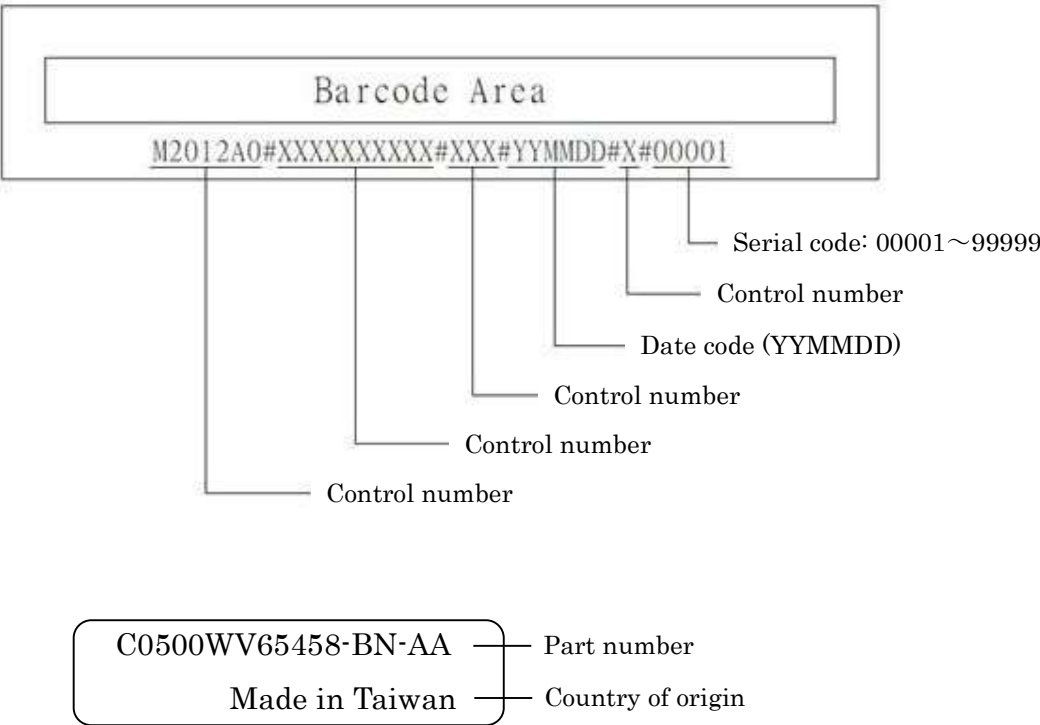 Barcode Area
M2012A0#XXXXXXXXXX#XXX#YYMMDD#X#00001
Serial code: 00001～99999
Control number
Date code (YYMMDD)
Control number
Control number
Control number
C0500WV65458-BN-AA Part number
Made in Taiwan Country of origin